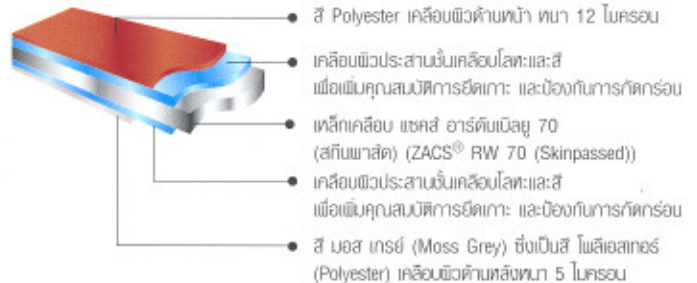 สี Polyester เคลือบผิวด้านหน้า หนา 12 ไมครอน
เคลือบผิวประสานชั้นเคลือบโลหะและสี
เพื่อเพิ่มคุณสมบัติการยึดเกาะ และป้องกันการกัดกร่อน
เหล็กเคลือบ แซคส์ อาร์ดับเบิลยู 70
(สกินพาสด) (ZACS® RW 70 (Skinpassed))
เคลือบผิวประสานชั้นเคลือบโลหะและสี
เพื่อเพิ่มคุณสมบัติการยึดเกาะ และป้องกันการกัดกร่อน
สี มอส เกรย์ (Moss Grey) ซึ่งเป็นสี โพลีเอสเทอร์
(Polyester) เคลือบผิวด้านหลังหนา 5 ไมครอน